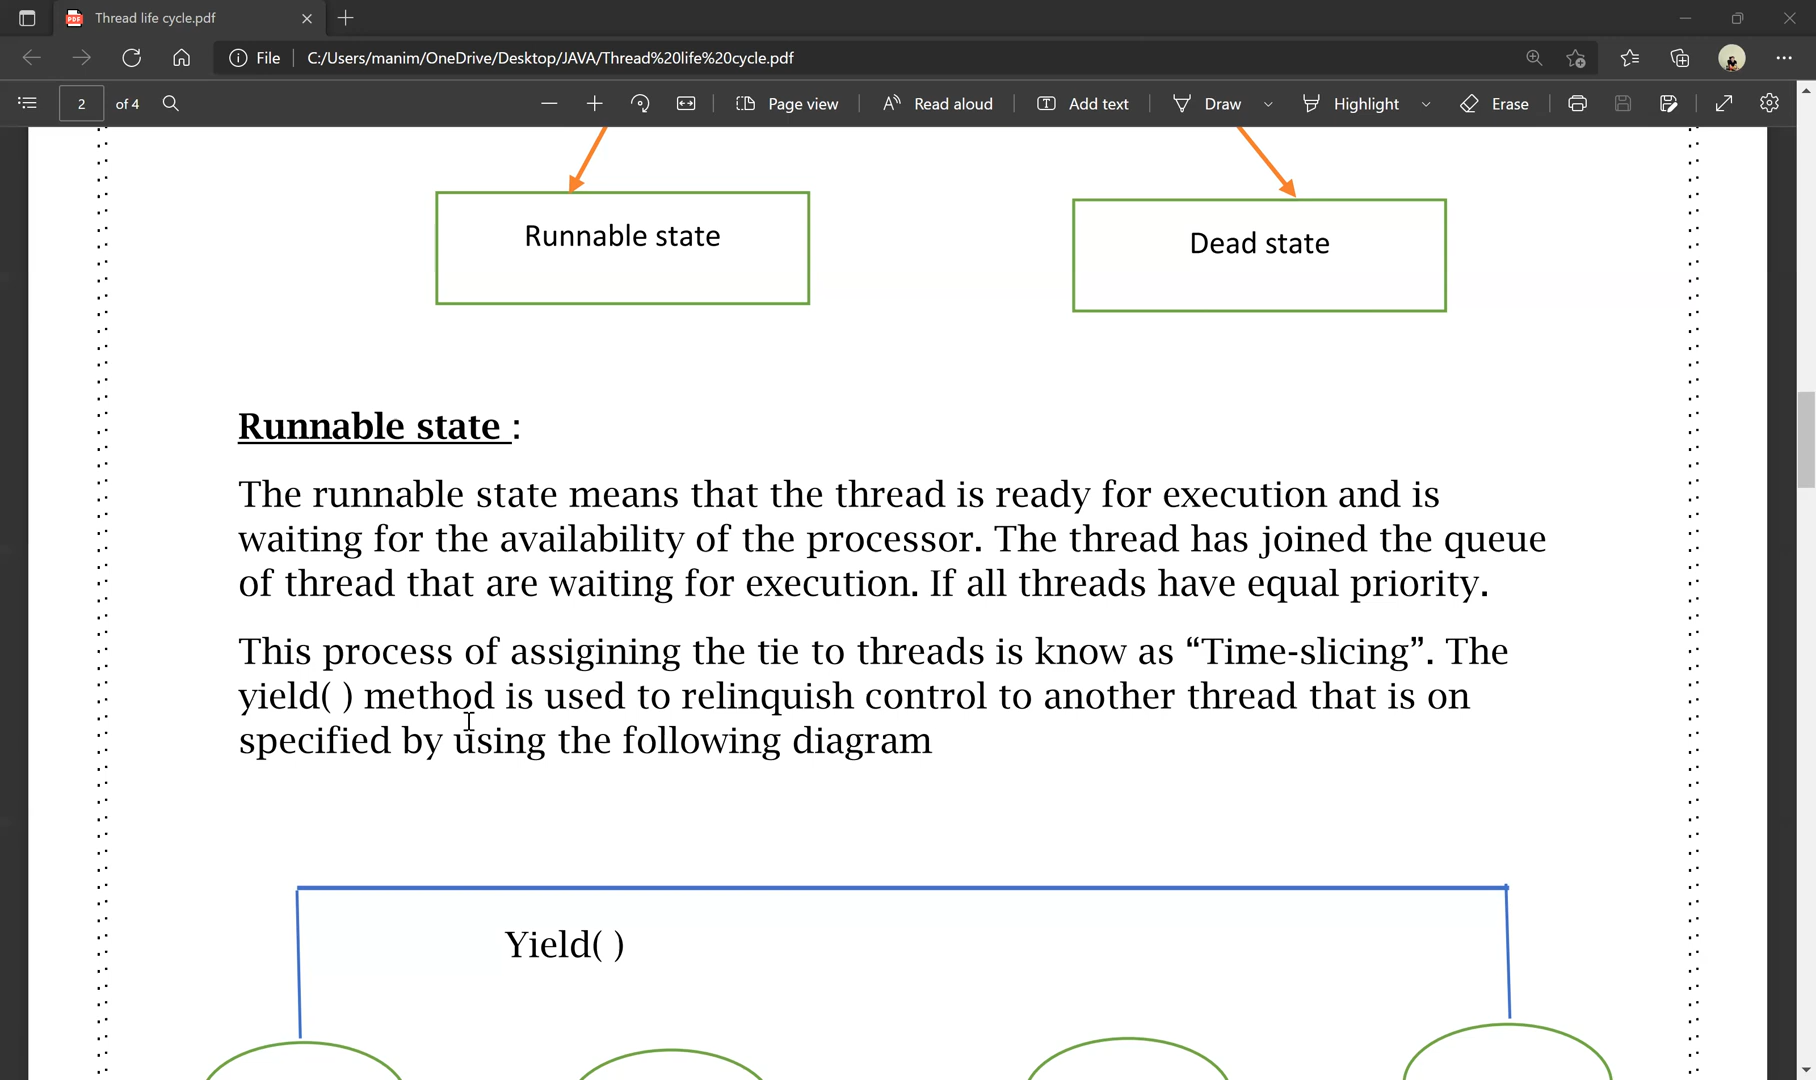 Thread life cycle.pdf
File
C:/Users/manim/OneDrive/Desktop/JAVA/Thread%20life%20cycle.pdf
2 of 4
Page view
Read aloud
Add text
Draw
Highlight
Erase
Runnable state
Dead state
Runnable state :
The runnable state means that the thread is ready for execution and is
waiting for the availability of the processor. The thread has joined the queue
of thread that are waiting for execution. If all threads have equal priority.
This process of assigining the tie to threads is know as “Time-slicing”. The
yield( ) method is used to relinquish control to another thread that is on
specified by using the following diagram
Yield( )